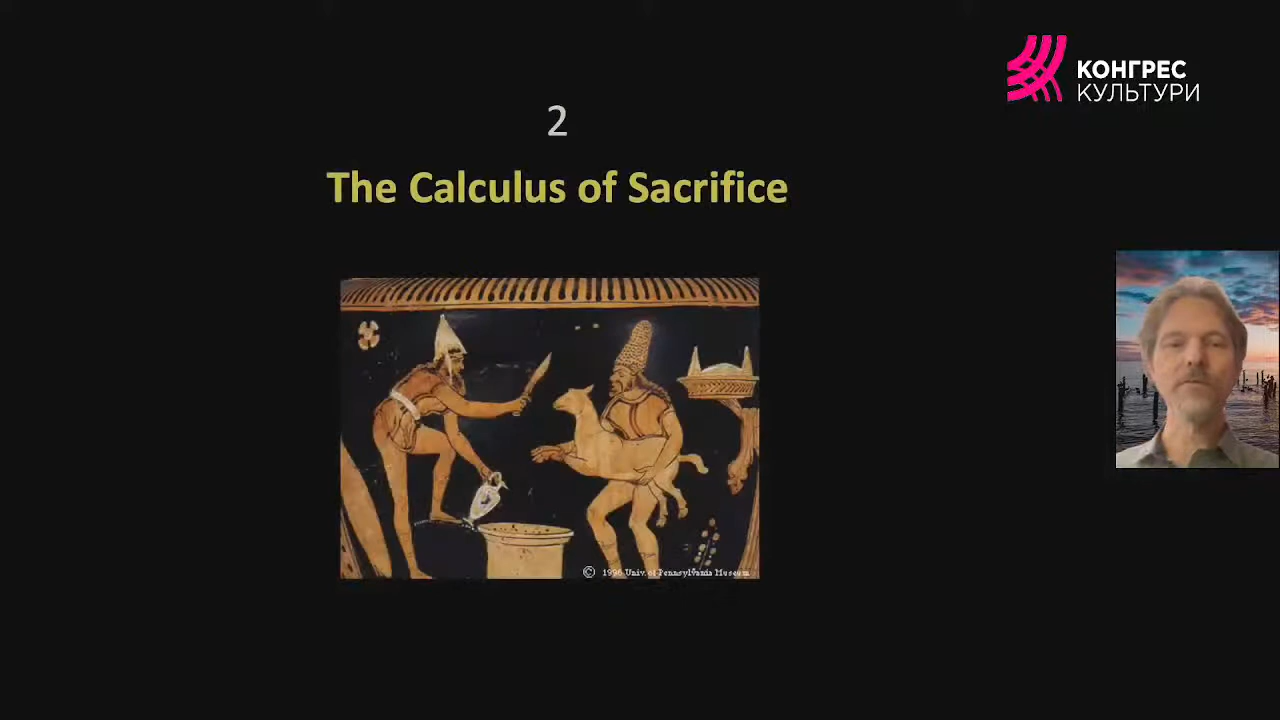 КОНГРЕС
КУЛЬТУРИ
2
The Calculus of Sacrifice
© 1996 Univ. of Pennsylvania Museum